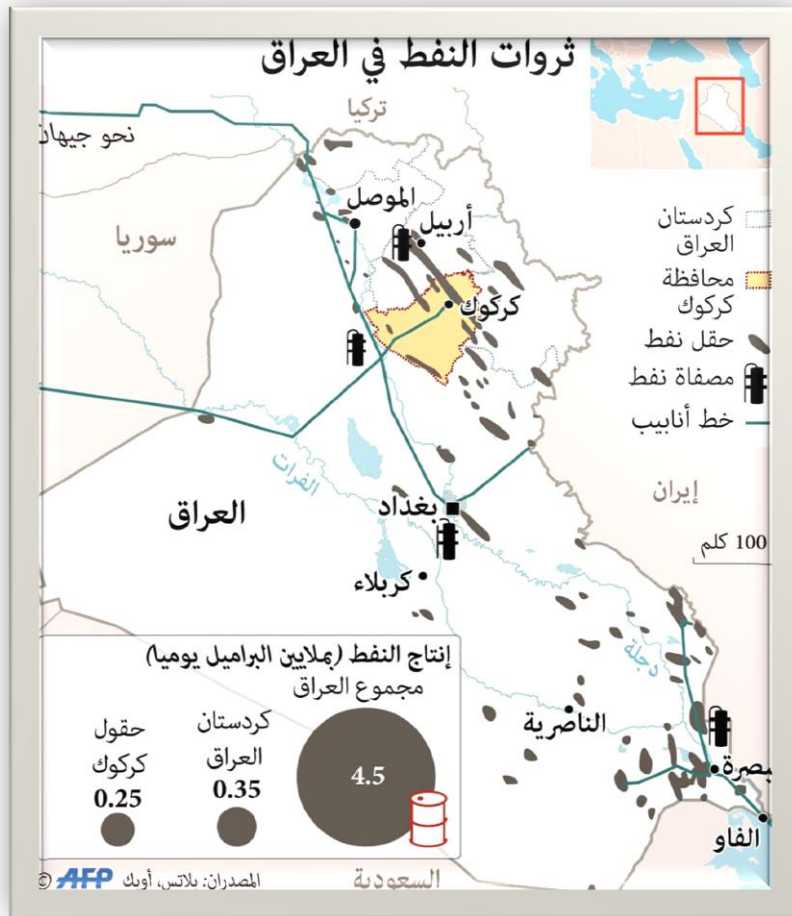 ثروات النفط في العراق
تركيا
نحو جيهان
الموصل
أربيل
سوريا
كردستان
العراق
محافظة
كركوك
كركوك
حقل نفط
مصفاة نفط
خط أنابيب
الفرات
إيران
بغداد
العراق
100 كلم
كربلاء
دجلة
إنتاج النفط (بملايين البراميل يوميا)
مجموع العراق
4.5
كردستان
العراق
0.35
حقول
كركوك
0.25
الناصرية
بصرة
الفاو
السعودية
المصدران: بلاتس، أوبك AFP ©